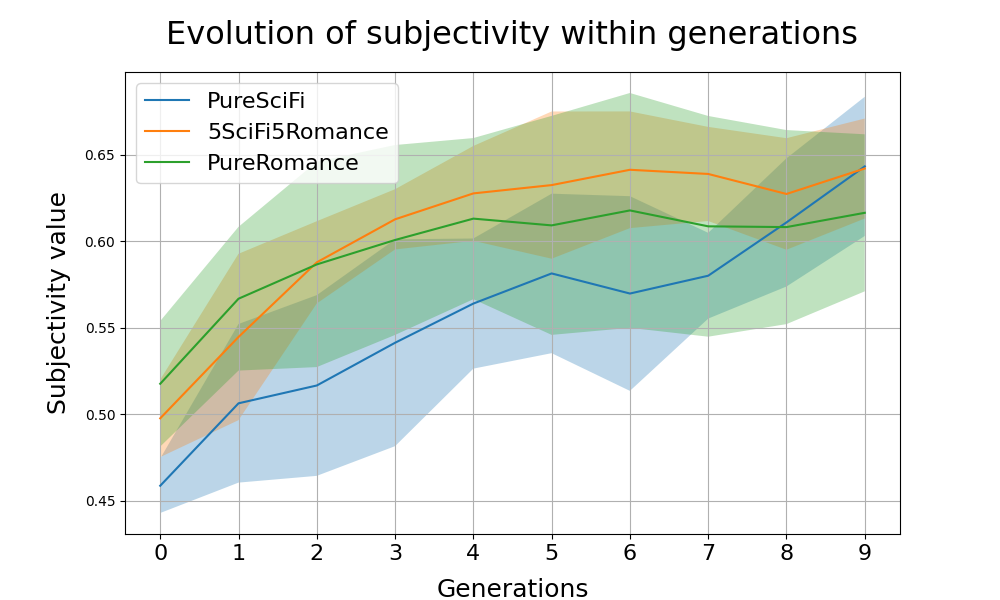 Evolution of subjectivity within generations
PureSciFi
5SciFi5Romance
PureRomance
Subjectivity value
0.65
0.60
0.55
0.50
0.45
0 1 2 3 4 5 6 7 8 9
Generations